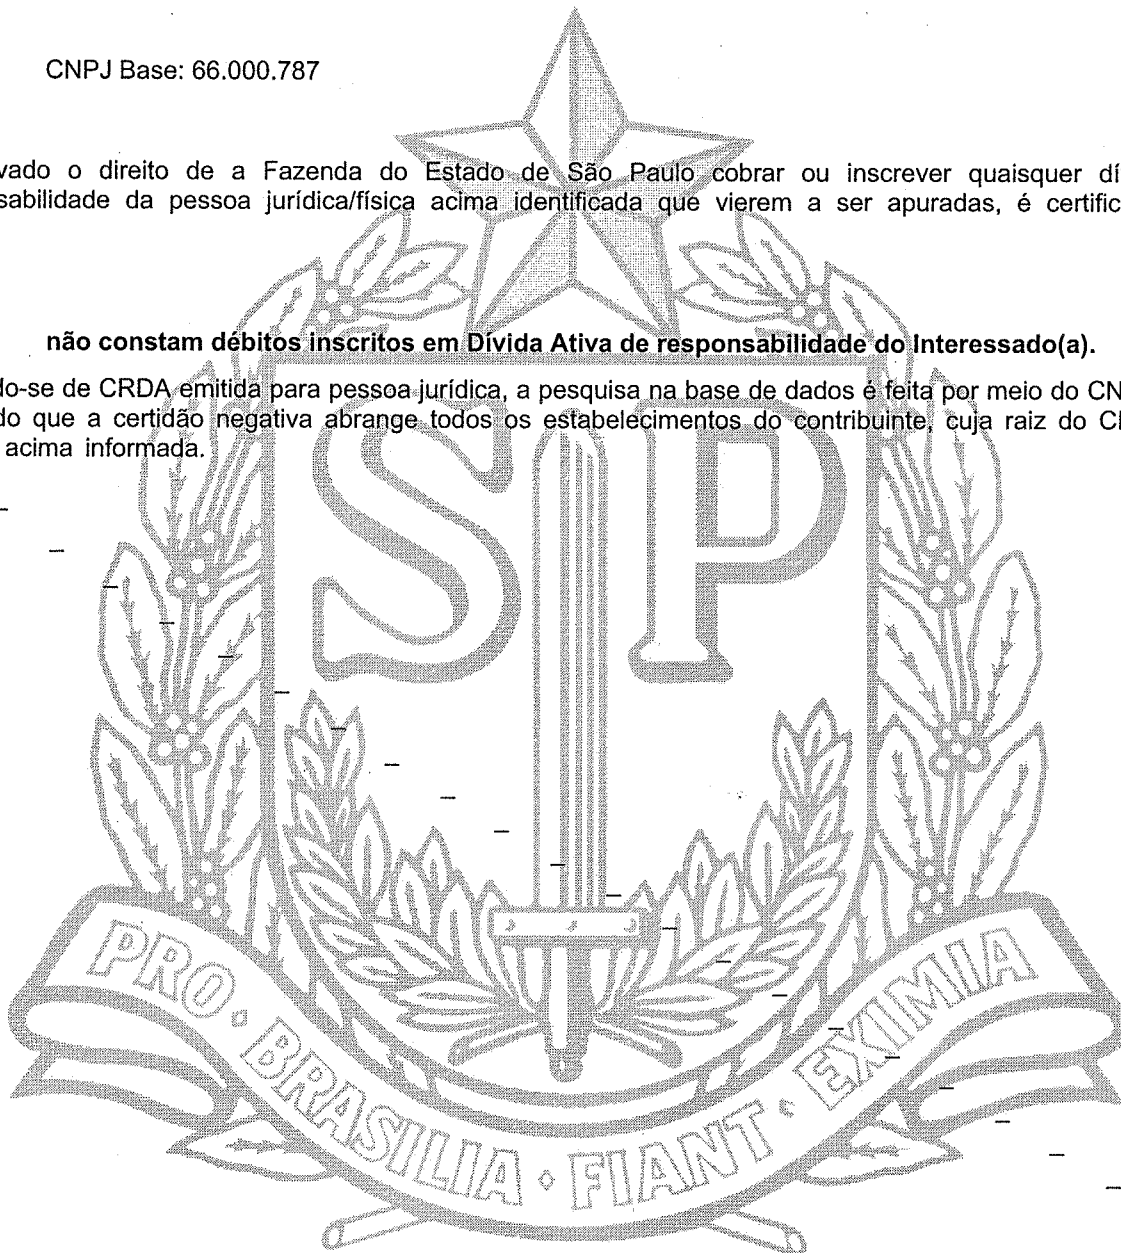 CNPJ Base: 66.000.787
vado o direito de a Fazenda do Estado de São Paulo cobrar ou inscrever quaisquer dí
sabilidade da pessoa jurídica/física acima identificada que vierem a ser apuradas, é certific
não constam débitos inscritos em Dívida Ativa de responsabilidade do Interessado(a).
do-se de CRDA emitida para pessoa jurídica, a pesquisa na base de dados é feita por meio do CN
do que a certidão negativa abrange todos os estabelecimentos do contribuinte, cuja raiz do C
acima informada.
SP
PRO • BRASILIA • FIANT • EXIMIA